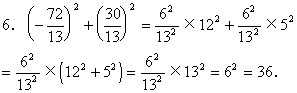 6. (−72/13)² + (30/13)² = 6²/13² × 12² + 6²/13² × 5²
= 6²/13² × (12² + 5²) = 6²/13² × 13² = 6² = 36.